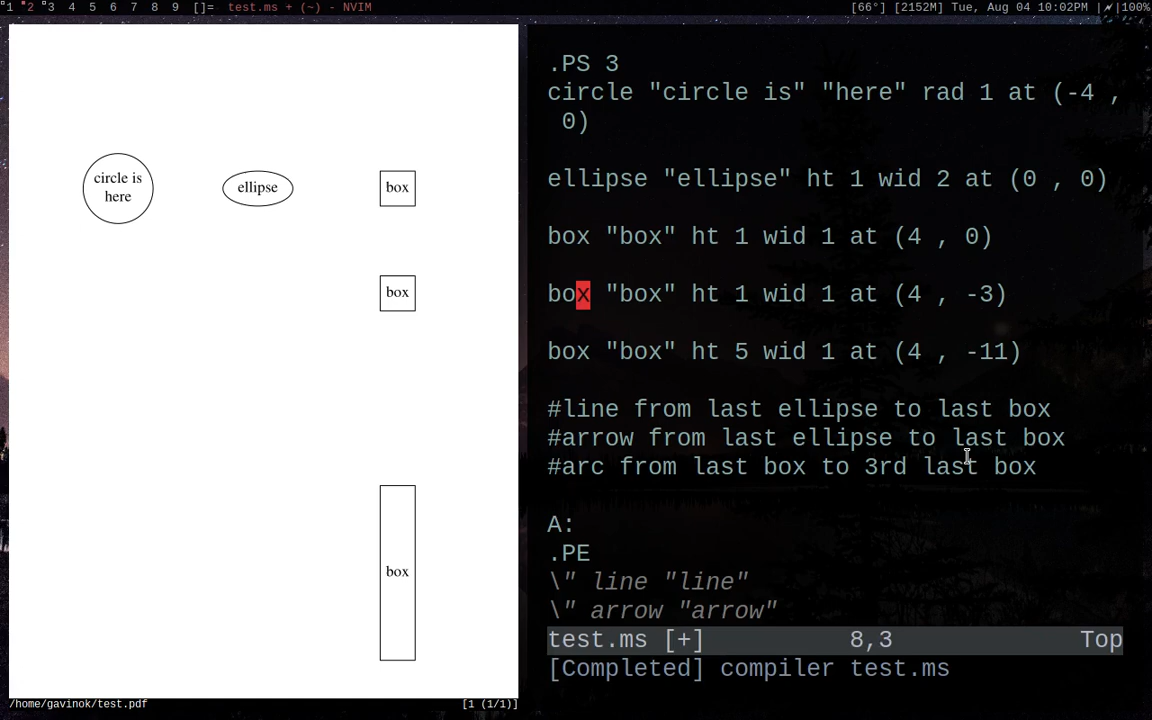 1 2 3 4 5 6 7 8 9 []= test.ms + (~) - NVIM
[66°] [2152M] Tue, Aug 04 10:02PM | |100%
circle is
here
ellipse
box
box
box
/home/gavinok/test.pdf [1 (1/1)]
.PS 3
circle "circle is" "here" rad 1 at (-4 ,
0)
ellipse "ellipse" ht 1 wid 2 at (0 , 0)
box "box" ht 1 wid 1 at (4 , 0)
box "box" ht 1 wid 1 at (4 , -3)
box "box" ht 5 wid 1 at (4 , -11)
#line from last ellipse to last box
#arrow from last ellipse to last box
#arc from last box to 3rd last box
A:
.PE
\" line "line"
\" arrow "arrow"
test.ms [+] 8,3 Top
[Completed] compiler test.ms